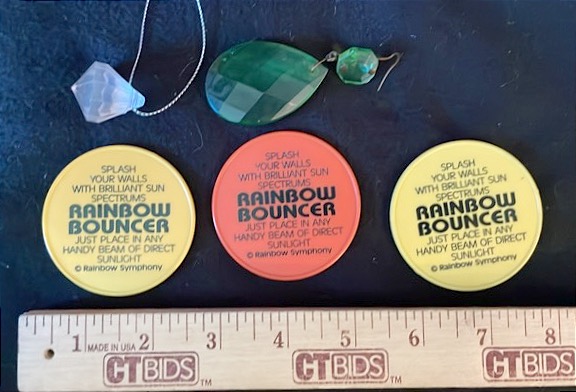 SPLASH
YOUR WALLS
WITH BRILLIANT SUN
SPECTRUMS
RAINBOW
BOUNCER
JUST PLACE IN ANY
HANDY BEAM OF DIRECT
SUNLIGHT
© Rainbow Symphony
SPLASH
YOUR WALLS
WITH BRILLIANT SUN
SPECTRUMS
RAINBOW
BOUNCER
JUST PLACE IN ANY
HANDY BEAM OF DIRECT
SUNLIGHT
© Rainbow Symphony
SPLASH
YOUR WALLS
WITH BRILLIANT SUN
SPECTRUMS
RAINBOW
BOUNCER
JUST PLACE IN ANY
HANDY BEAM OF DIRECT
SUNLIGHT
© Rainbow Symphony
1 MADE IN USA 2 3 4 5 6 7 8
GTBIDS™ GTBIDS™ GTBIDS